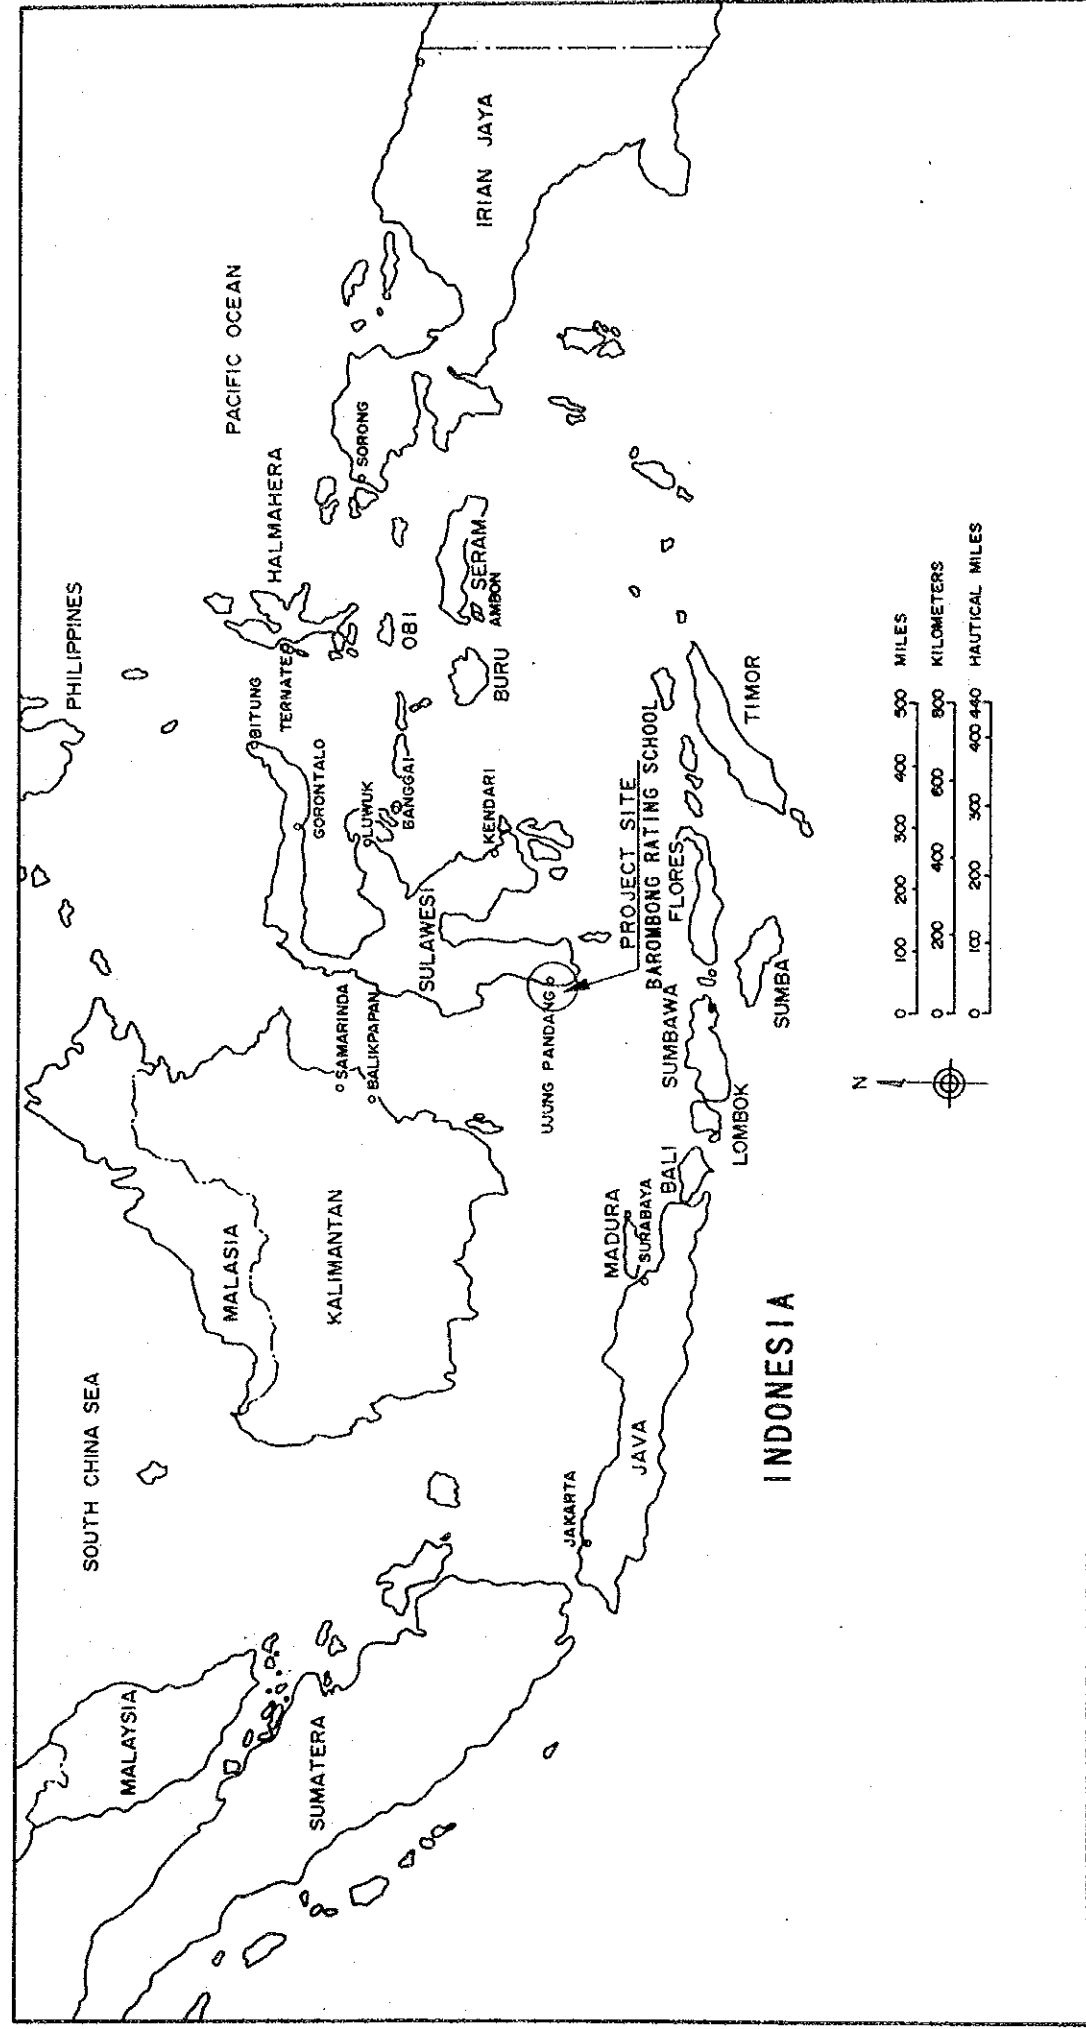 SOUTH CHINA SEA
PHILIPPINES
PACIFIC OCEAN
MALAYSIA
SUMATERA
MALASIA
KALIMANTAN
SAMARINDA
BALIKPAPAN
SULAWESI
GORONTALO
BITUNG
TERNATE
HALMAHERA
LUWUK
BANGGAI
OBI
SORONG
KENDARI
BURU
SERAM
AMBON
IRIAN JAYA
UJUNG PANDANG
PROJECT SITE
BAROMBONG RATING SCHOOL
JAKARTA
JAVA
MADURA
SURABAYA
BALI
LOMBOK
SUMBAWA
FLORES
SUMBA
TIMOR
INDONESIA
N
0 100 200 300 400 500 MILES
0 200 400 600 800 KILOMETERS
0 100 200 300 400 440 HAUTICAL MILES